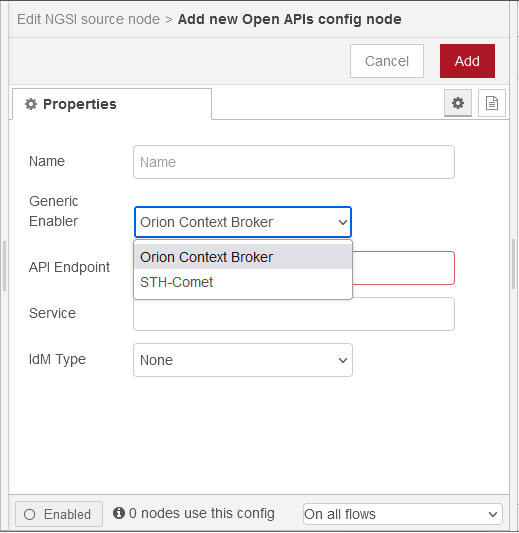 Edit NGSI source node > Add new Open APIs config node
Cancel
Add
Properties
Name
Name
Generic
Enabler
Orion Context Broker
Orion Context Broker
API Endpoint
STH-Comet
Service
IdM Type
None
Enabled
0 nodes use this config
On all flows